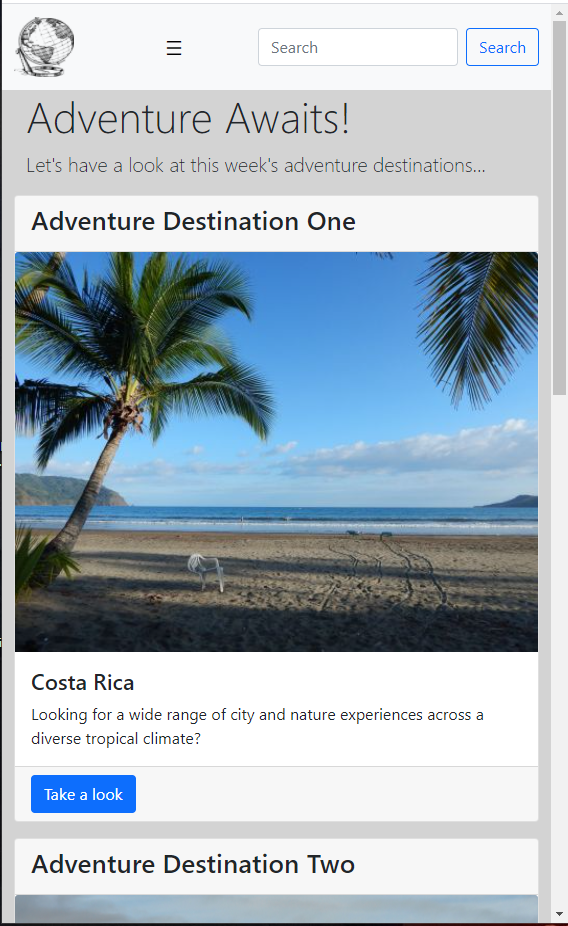 ☰
Search
Search
Adventure Awaits!
Let's have a look at this week's adventure destinations...
Adventure Destination One
Costa Rica
Looking for a wide range of city and nature experiences across a
diverse tropical climate?
Take a look
Adventure Destination Two